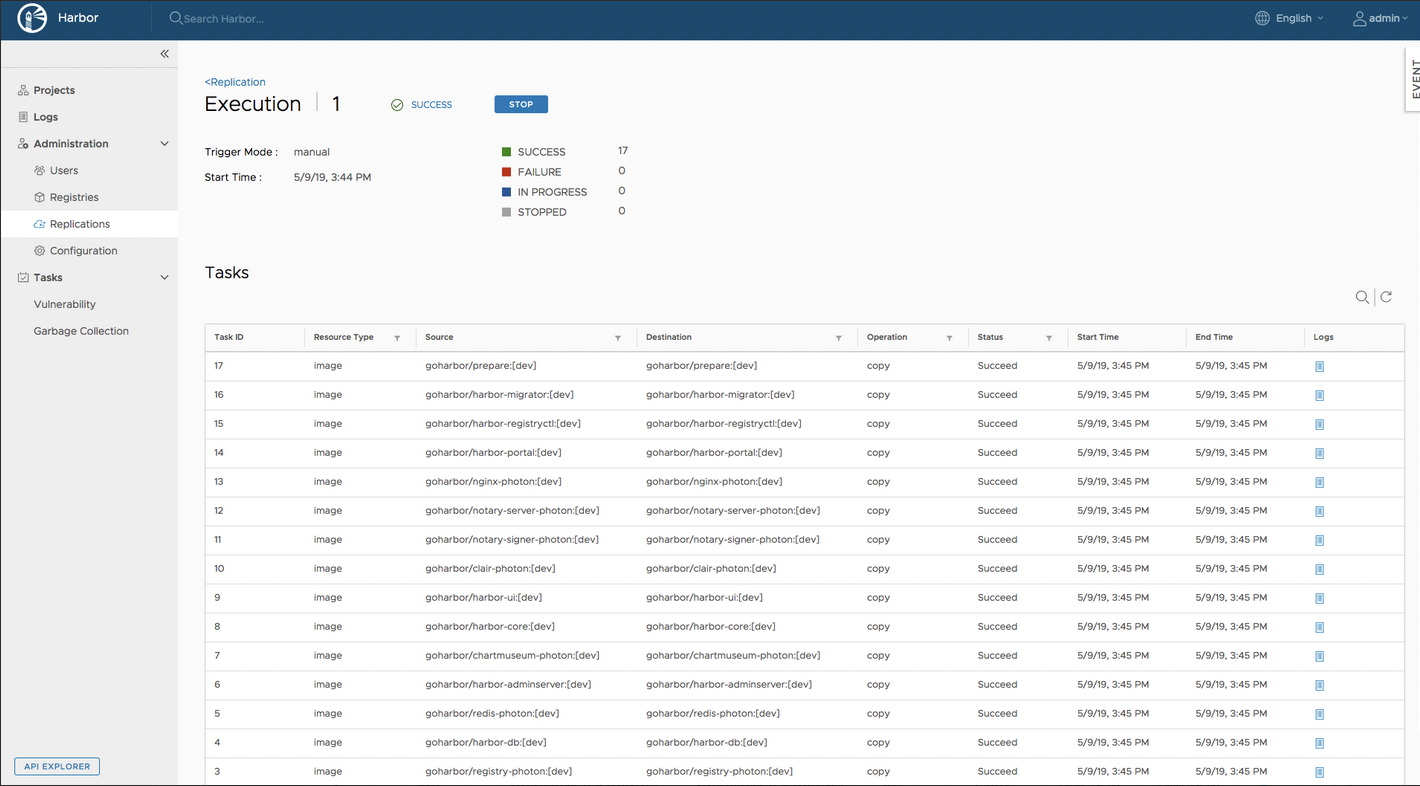 Harbor
Search Harbor...
English
admin
EVENT
Projects
Logs
Administration
Users
Registries
Replications
Configuration
Tasks
Vulnerability
Garbage Collection
API EXPLORER
<Replication
Execution 1 SUCCESS STOP
Trigger Mode : manual
Start Time : 5/9/19, 3:44 PM
SUCCESS 17
FAILURE 0
IN PROGRESS 0
STOPPED 0
Tasks
Task ID Resource Type Source Destination Operation Status Start Time End Time Logs
17 image goharbor/prepare:[dev] goharbor/prepare:[dev] copy Succeed 5/9/19, 3:45 PM 5/9/19, 3:45 PM
16 image goharbor/harbor-migrator:[dev] goharbor/harbor-migrator:[dev] copy Succeed 5/9/19, 3:45 PM 5/9/19, 3:45 PM
15 image goharbor/harbor-registryctl:[dev] goharbor/harbor-registryctl:[dev] copy Succeed 5/9/19, 3:45 PM 5/9/19, 3:45 PM
14 image goharbor/harbor-portal:[dev] goharbor/harbor-portal:[dev] copy Succeed 5/9/19, 3:45 PM 5/9/19, 3:45 PM
13 image goharbor/nginx-photon:[dev] goharbor/nginx-photon:[dev] copy Succeed 5/9/19, 3:45 PM 5/9/19, 3:45 PM
12 image goharbor/notary-server-photon:[dev] goharbor/notary-server-photon:[dev] copy Succeed 5/9/19, 3:45 PM 5/9/19, 3:45 PM
11 image goharbor/notary-signer-photon:[dev] goharbor/notary-signer-photon:[dev] copy Succeed 5/9/19, 3:45 PM 5/9/19, 3:45 PM
10 image goharbor/clair-photon:[dev] goharbor/clair-photon:[dev] copy Succeed 5/9/19, 3:45 PM 5/9/19, 3:45 PM
9 image goharbor/harbor-ui:[dev] goharbor/harbor-ui:[dev] copy Succeed 5/9/19, 3:45 PM 5/9/19, 3:45 PM
8 image goharbor/harbor-core:[dev] goharbor/harbor-core:[dev] copy Succeed 5/9/19, 3:45 PM 5/9/19, 3:45 PM
7 image goharbor/chartmuseum-photon:[dev] goharbor/chartmuseum-photon:[dev] copy Succeed 5/9/19, 3:45 PM 5/9/19, 3:45 PM
6 image goharbor/harbor-adminserver:[dev] goharbor/harbor-adminserver:[dev] copy Succeed 5/9/19, 3:45 PM 5/9/19, 3:45 PM
5 image goharbor/redis-photon:[dev] goharbor/redis-photon:[dev] copy Succeed 5/9/19, 3:45 PM 5/9/19, 3:45 PM
4 image goharbor/harbor-db:[dev] goharbor/harbor-db:[dev] copy Succeed 5/9/19, 3:45 PM 5/9/19, 3:45 PM
3 image goharbor/registry-photon:[dev] goharbor/registry-photon:[dev] copy Succeed 5/9/19, 3:45 PM 5/9/19, 3:45 PM